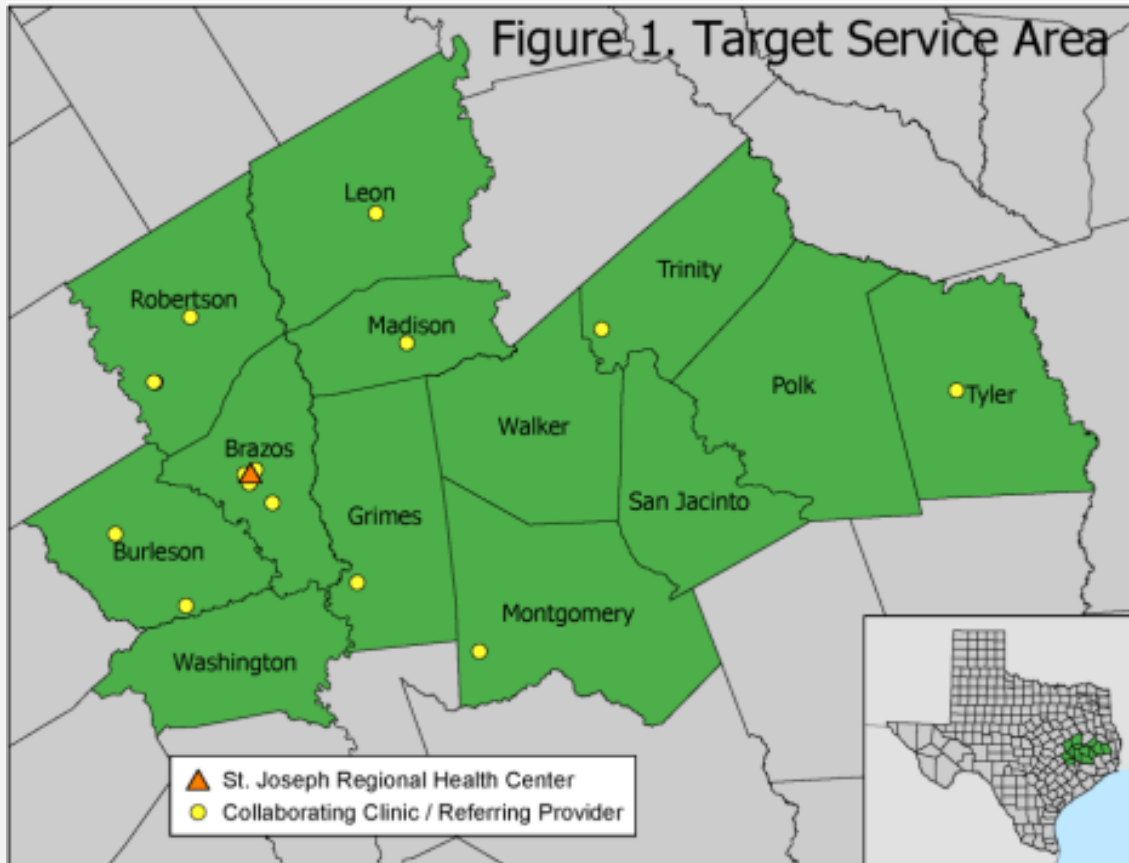 Figure 1. Target Service Area
Leon
Trinity
Robertson
Madison
Polk
Tyler
Walker
Brazos
San Jacinto
Grimes
Burleson
Montgomery
Washington
St. Joseph Regional Health Center
Collaborating Clinic / Referring Provider